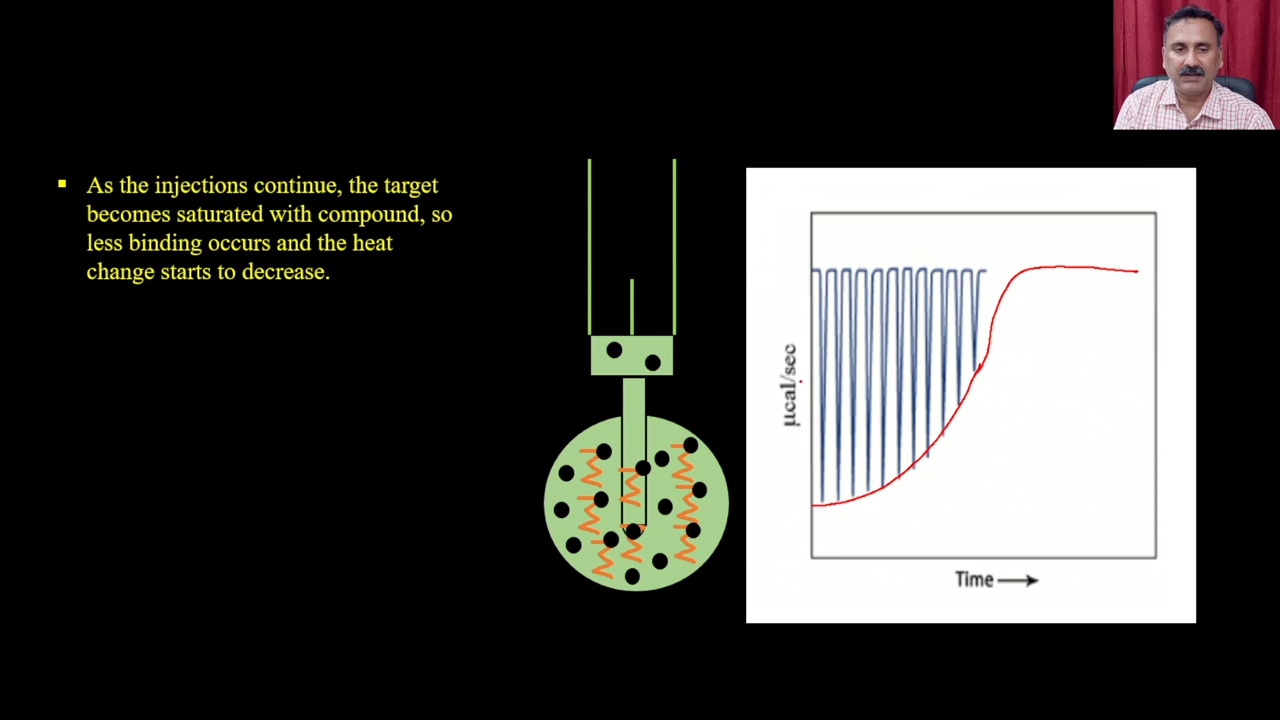 ▪ As the injections continue, the target
becomes saturated with compound, so
less binding occurs and the heat
change starts to decrease.
μcal/sec
Time